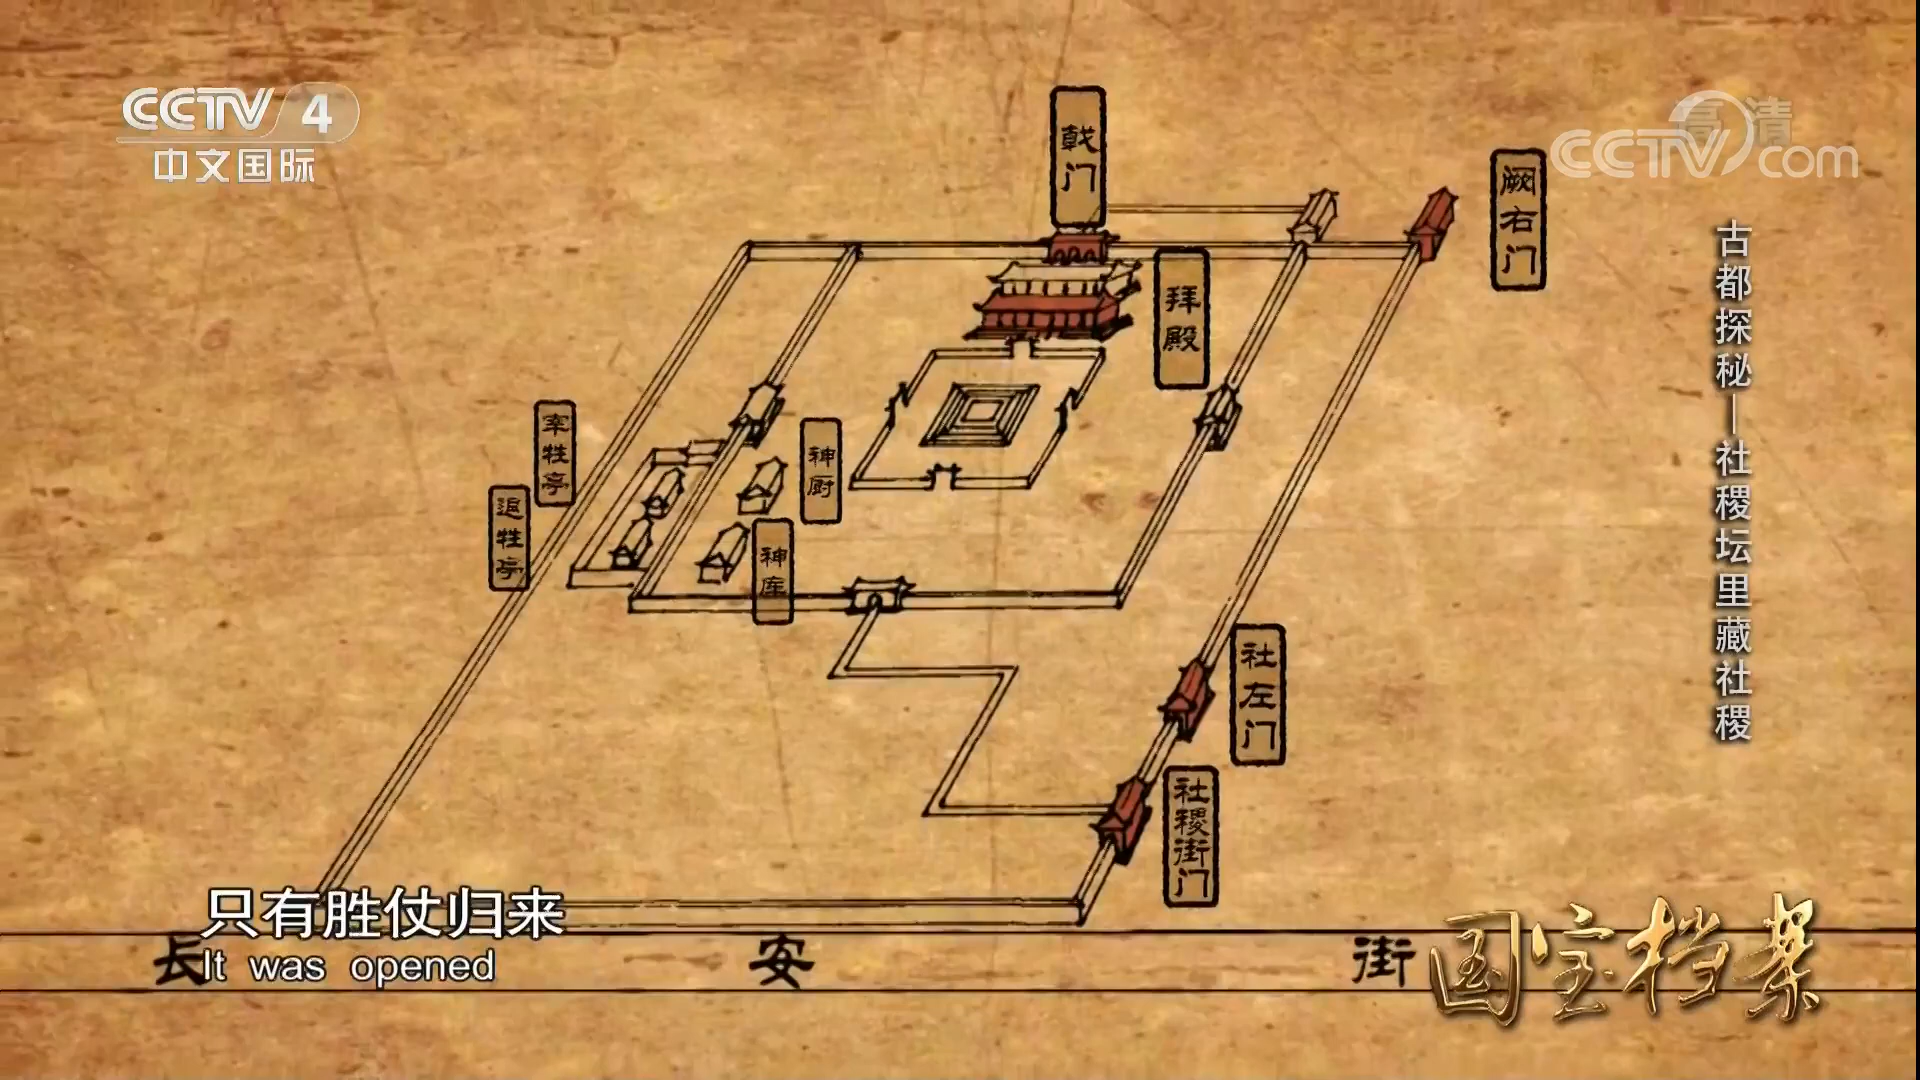 CCTV 4
中文国际
高清
CCTV com
戟门
阙右门
拜殿
古都探秘—社稷坛里藏社稷
牵牲亭
退牲亭
神厨
神库
社左门
社稷街门
只有胜仗归来
It was opened
长安街
国宝档案